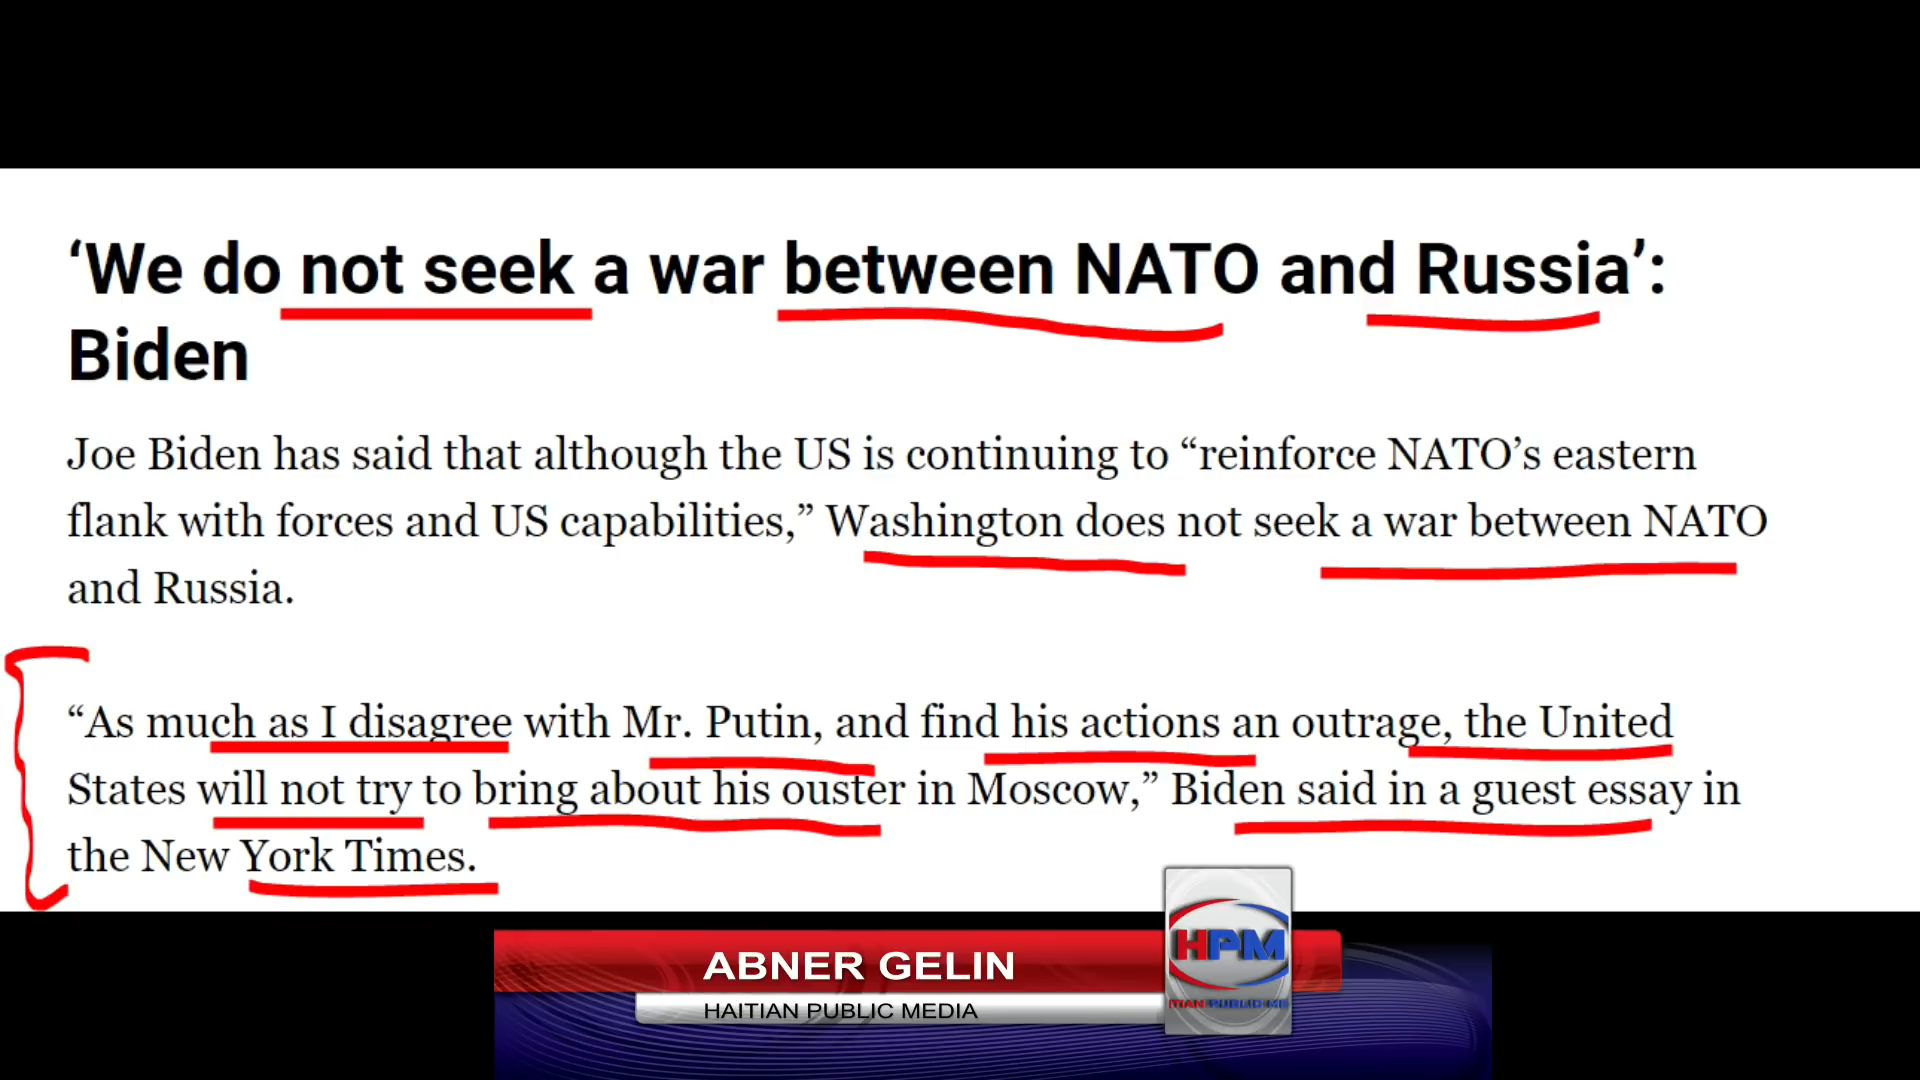 ‘We do not seek a war between NATO and Russia’:
Biden
Joe Biden has said that although the US is continuing to “reinforce NATO’s eastern
flank with forces and US capabilities,” Washington does not seek a war between NATO
and Russia.
“As much as I disagree with Mr. Putin, and find his actions an outrage, the United
States will not try to bring about his ouster in Moscow,” Biden said in a guest essay in
the New York Times.
ABNER GELIN
HAITIAN PUBLIC MEDIA
HPM
ITIAN PUBLIC ME